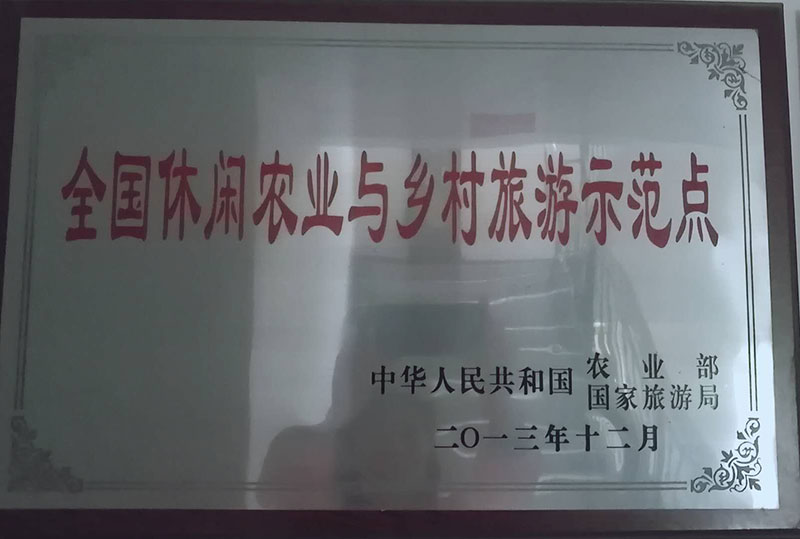 全国休闲农业与乡村旅游示范点
中华人民共和国 农业部
国家旅游局
二〇一三年十二月